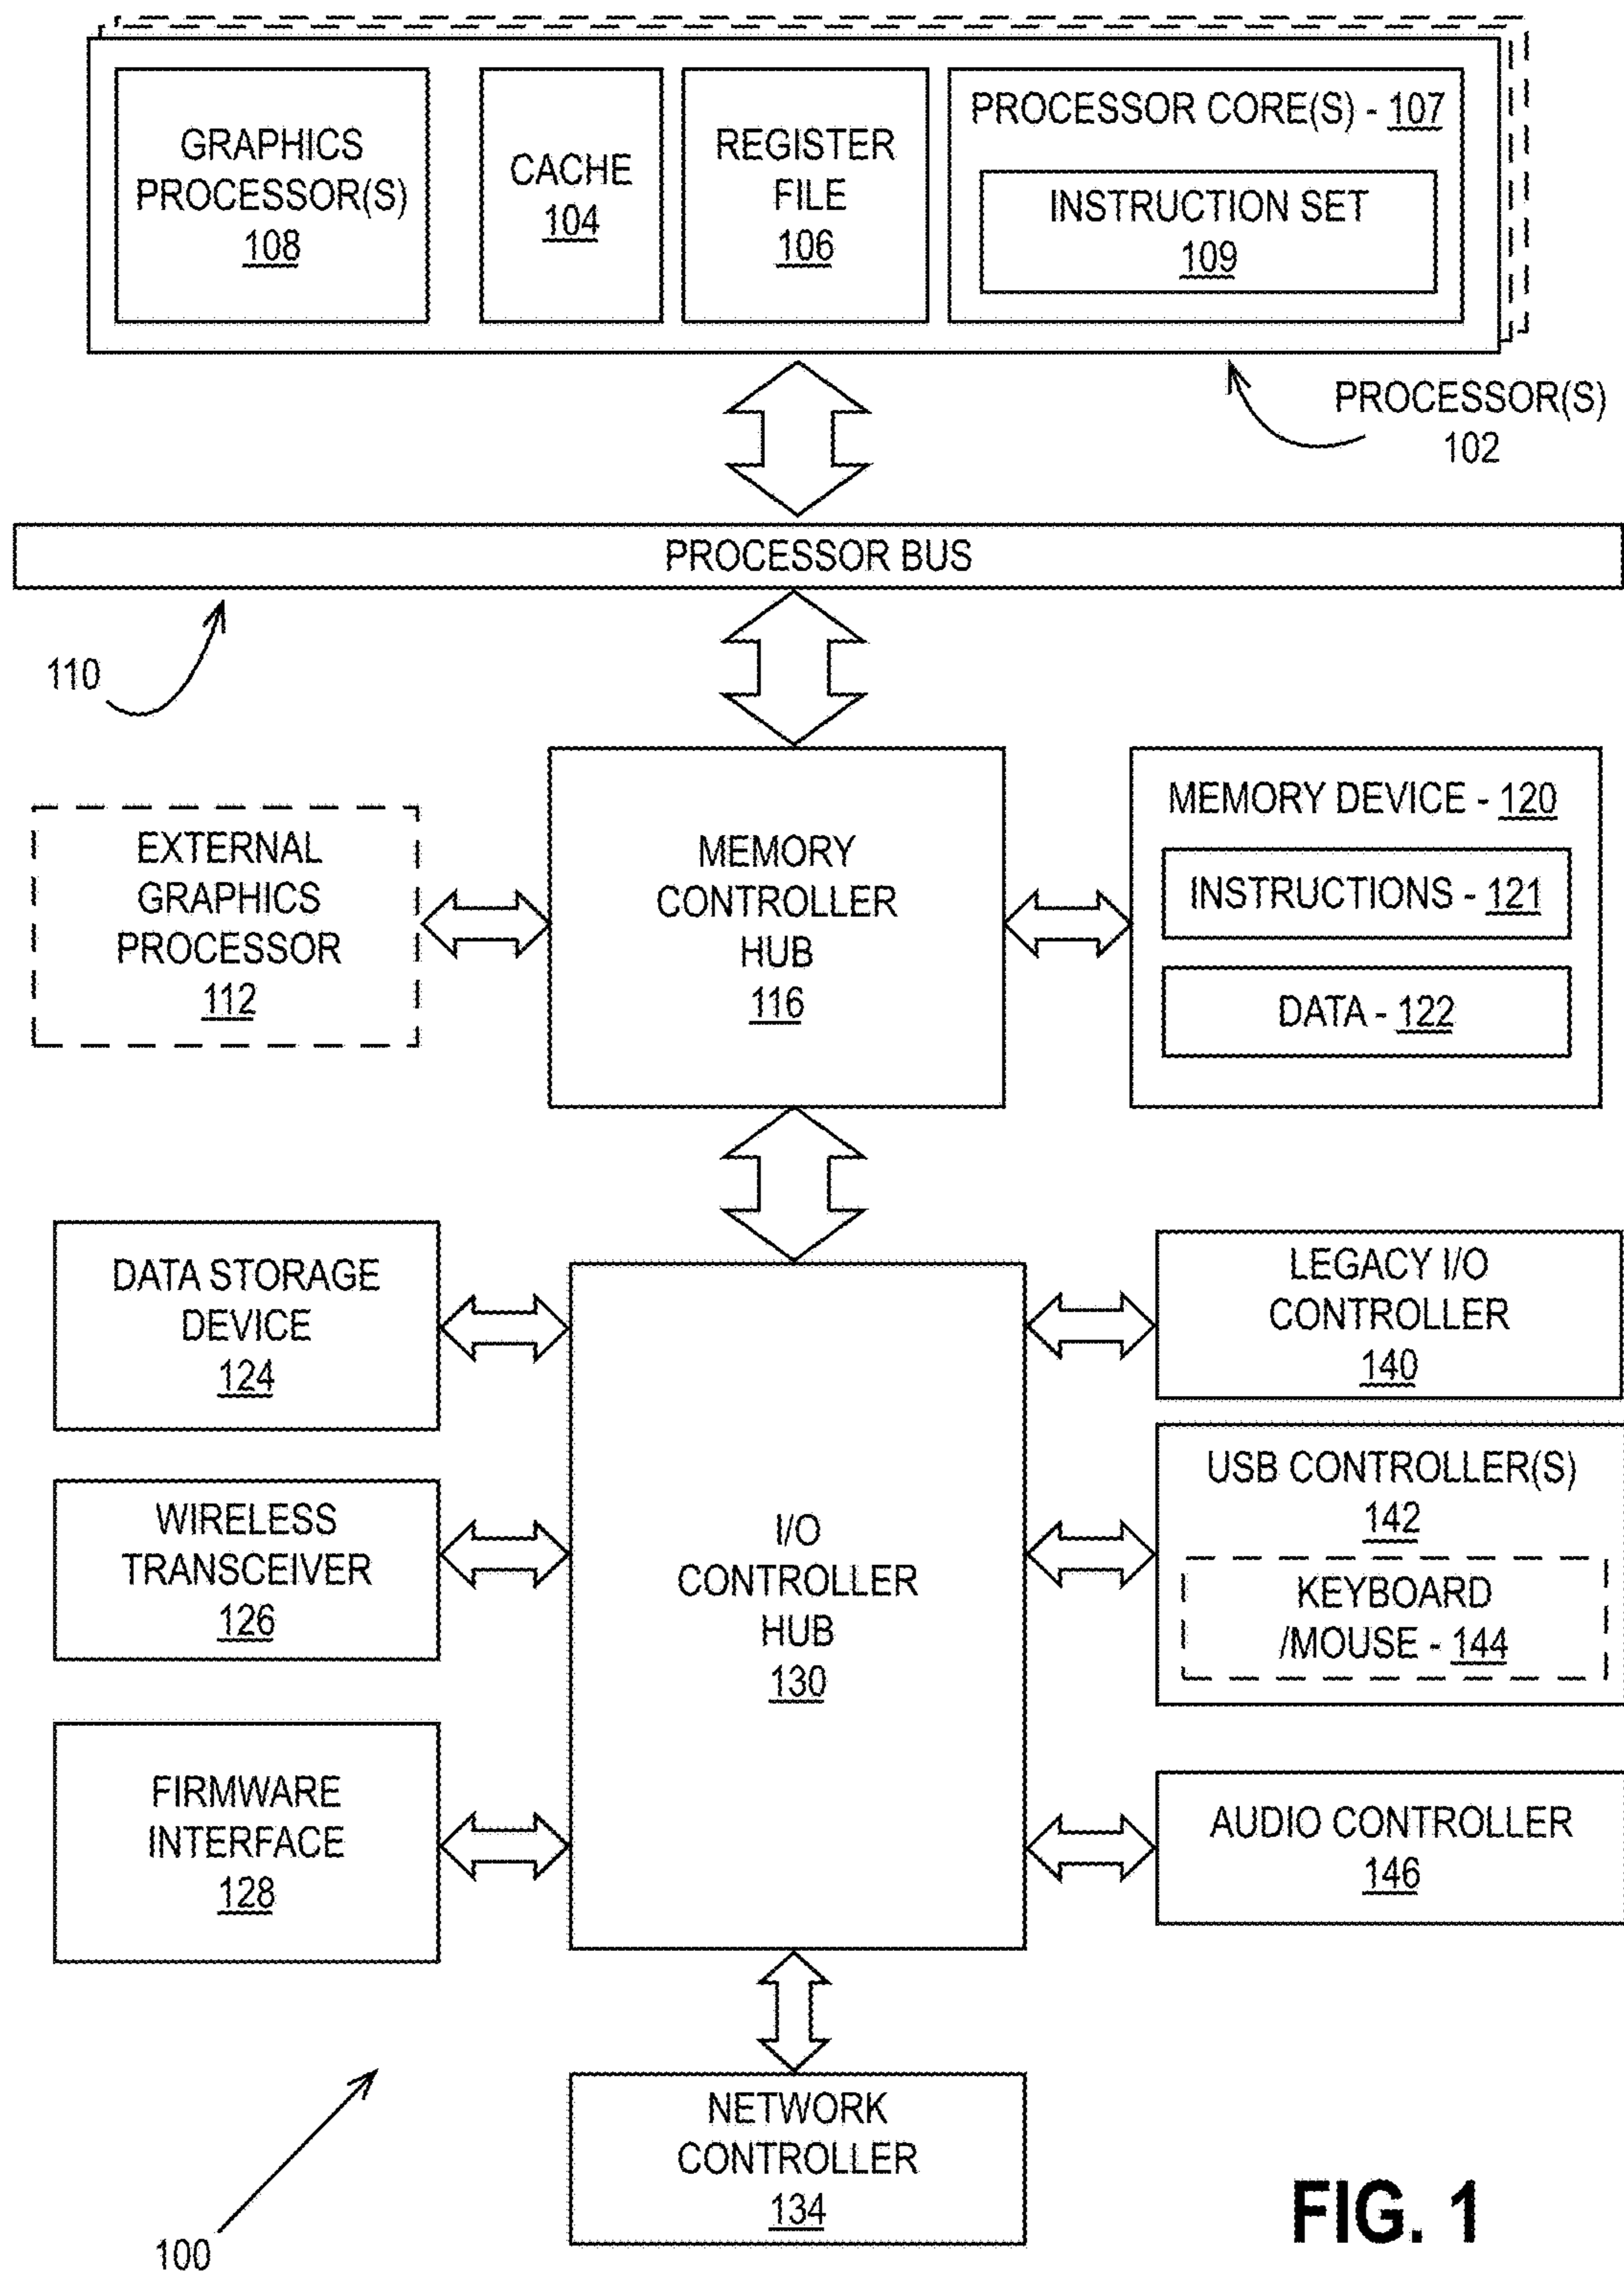 GRAPHICS
PROCESSOR(S)
108
CACHE
104
REGISTER
FILE
106
PROCESSOR CORE(S) - 107
INSTRUCTION SET
109
PROCESSOR(S)
102
PROCESSOR BUS
110
EXTERNAL
GRAPHICS
PROCESSOR
112
MEMORY
CONTROLLER
HUB
116
MEMORY DEVICE - 120
INSTRUCTIONS - 121
DATA - 122
DATA STORAGE
DEVICE
124
WIRELESS
TRANSCEIVER
126
FIRMWARE
INTERFACE
128
I/O
CONTROLLER
HUB
130
LEGACY I/O
CONTROLLER
140
USB CONTROLLER(S)
142
KEYBOARD
/MOUSE - 144
AUDIO CONTROLLER
146
NETWORK
CONTROLLER
134
100
FIG. 1